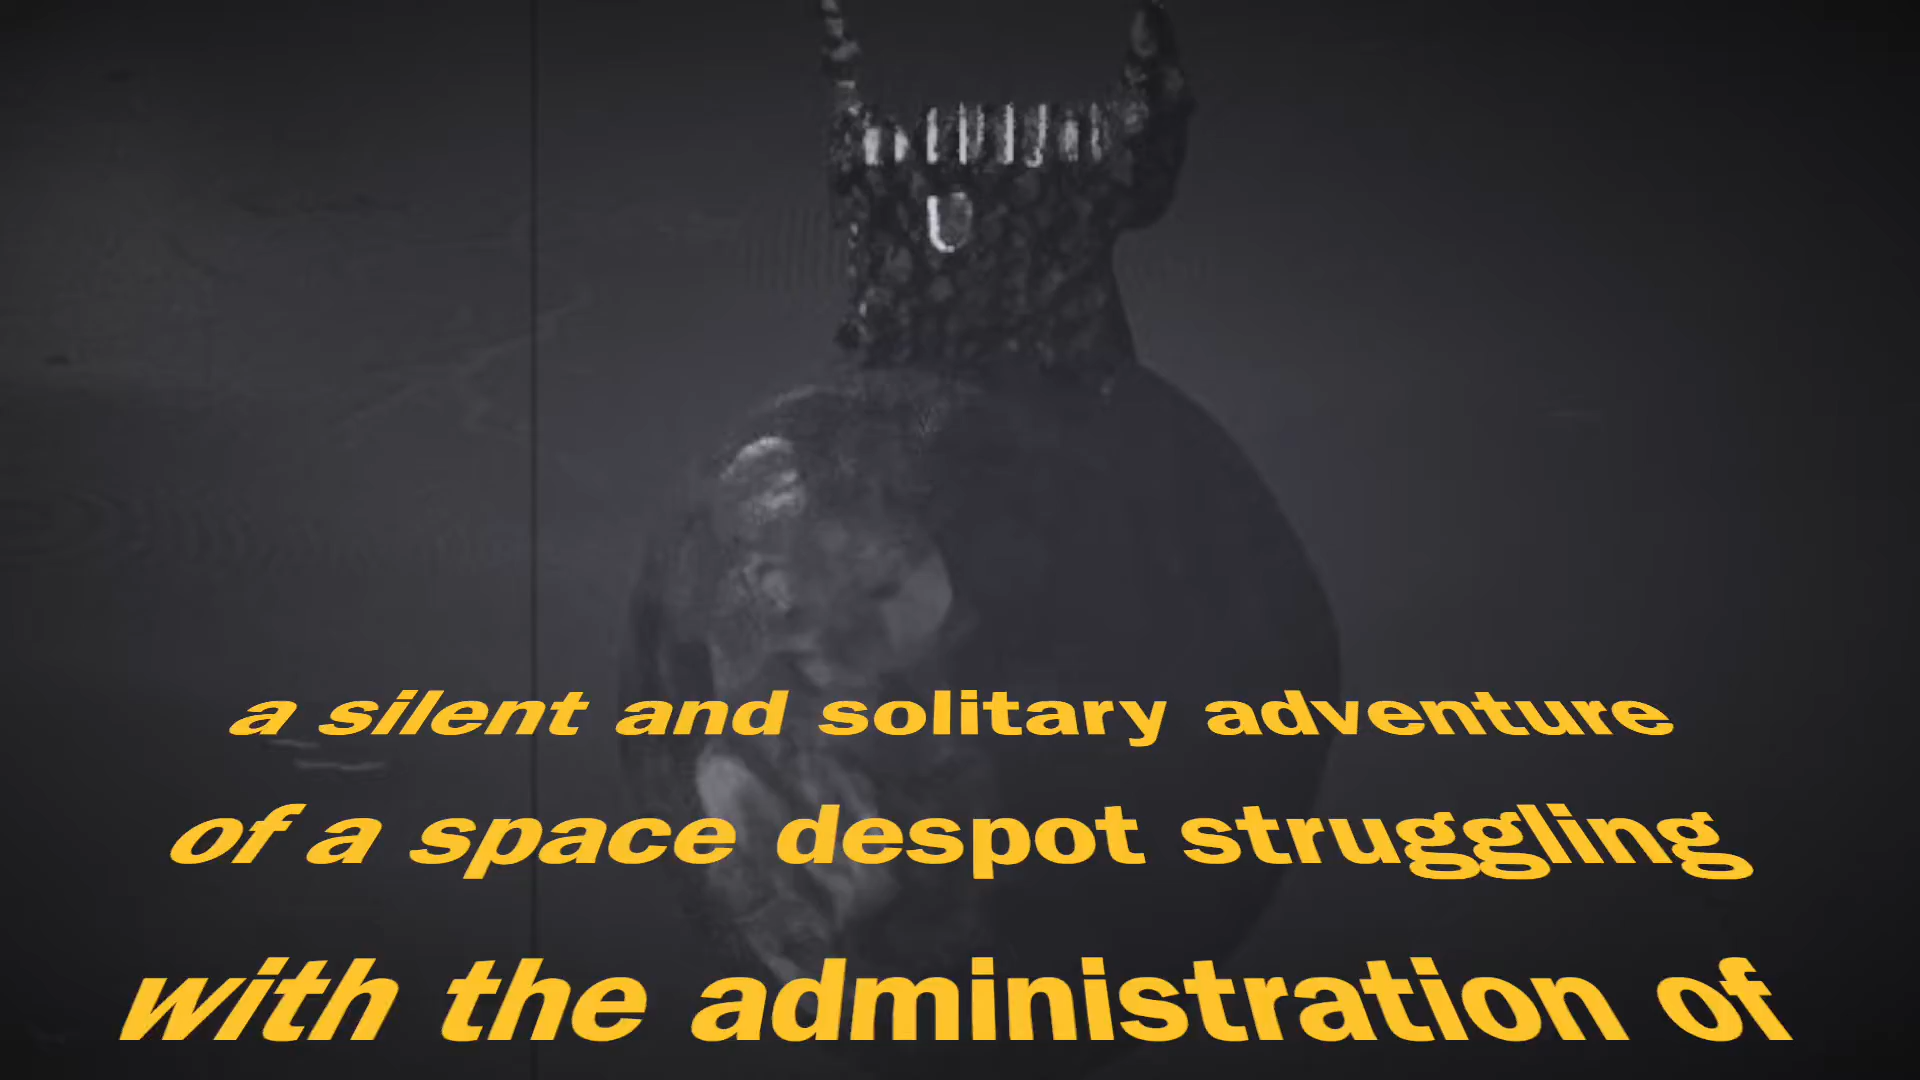 a silent and solitary adventure
of a space despot struggling
with the administration of